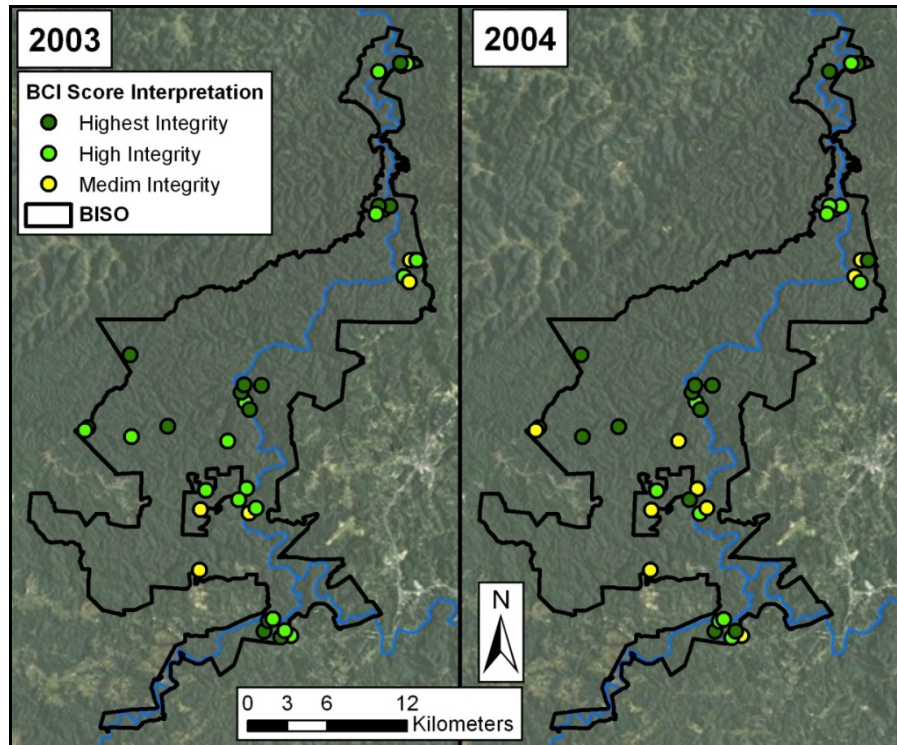 2003
BCI Score Interpretation
Highest Integrity
High Integrity
Medim Integrity
BISO
2004
N
0 3 6 12
Kilometers